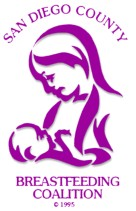 SAN DIEGO COUNTY
BREASTFEEDING
COALITION
© 1995